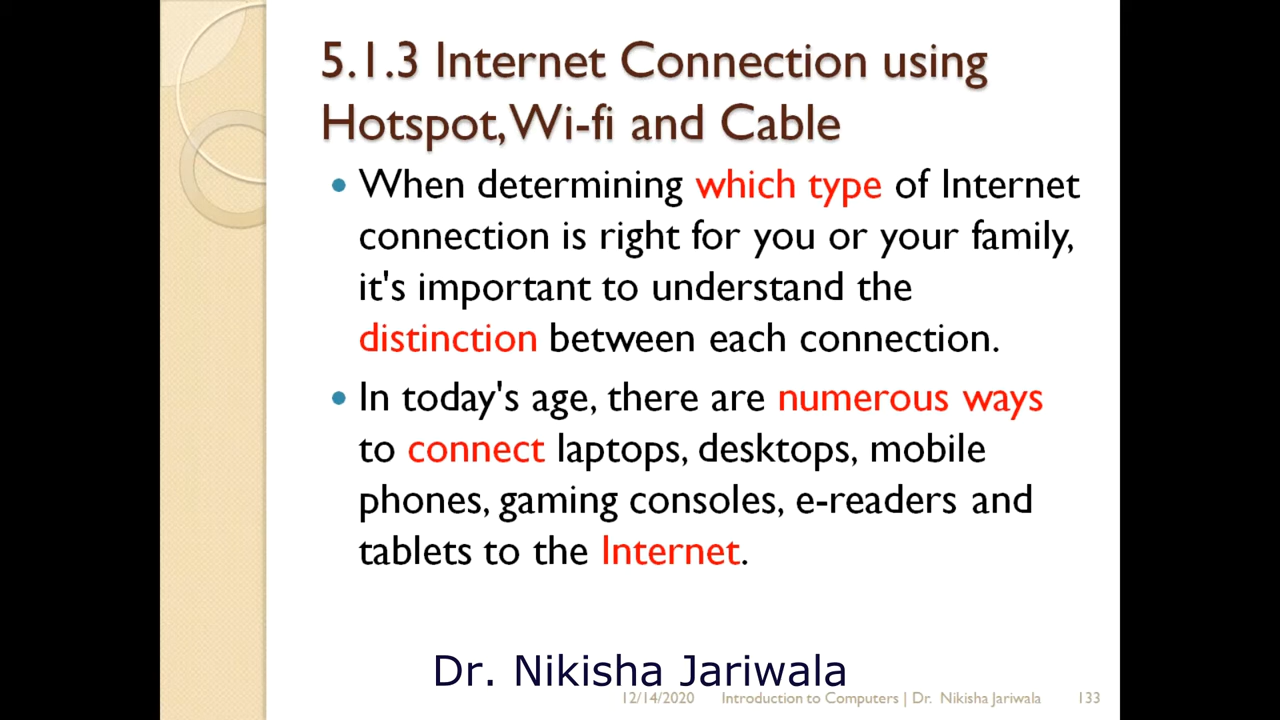 5.1.3 Internet Connection using
Hotspot, Wi-fi and Cable
• When determining which type of Internet
connection is right for you or your family,
it's important to understand the
distinction between each connection.
• In today's age, there are numerous ways
to connect laptops, desktops, mobile
phones, gaming consoles, e-readers and
tablets to the Internet.
Dr. Nikisha Jariwala
12/14/2020 Introduction to Computers | Dr. Nikisha Jariwala 133